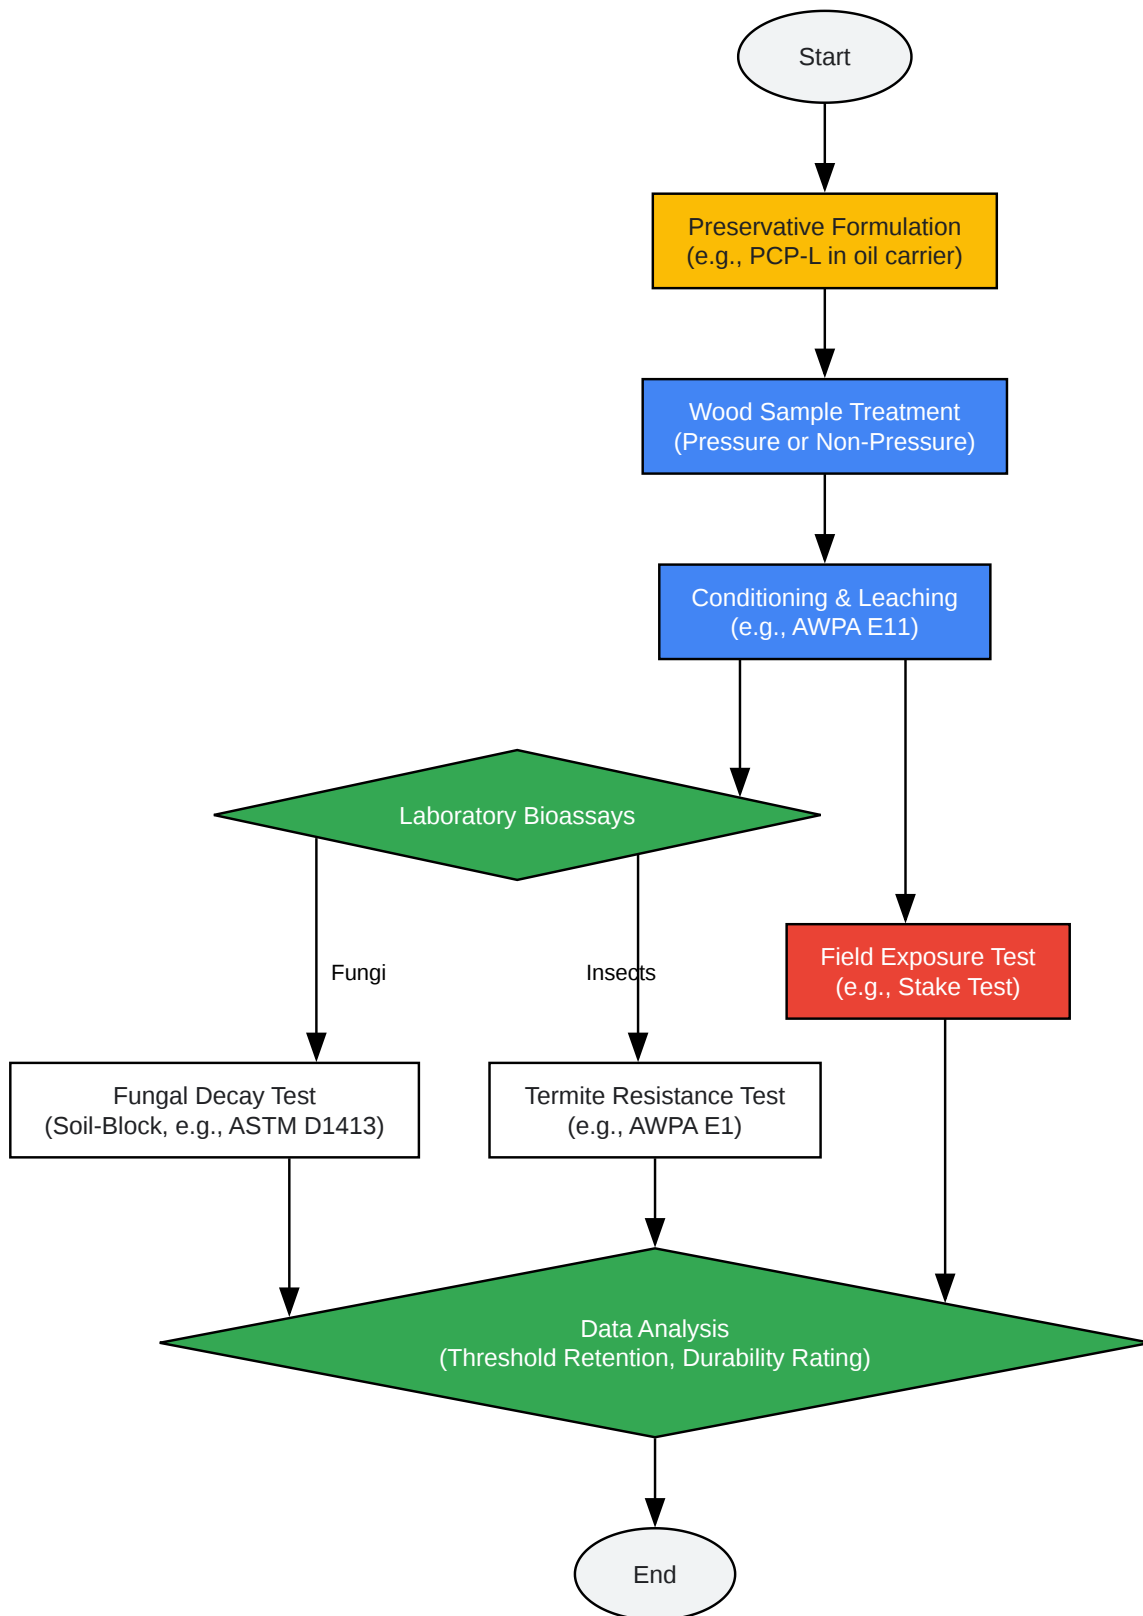 Start
Preservative Formulation
(e.g., PCP-L in oil carrier)
Wood Sample Treatment
(Pressure or Non-Pressure)
Conditioning & Leaching
(e.g., AWPA E11)
Laboratory Bioassays
Fungi
Insects
Field Exposure Test
(e.g., Stake Test)
Fungal Decay Test
(Soil-Block, e.g., ASTM D1413)
Termite Resistance Test
(e.g., AWPA E1)
Data Analysis
(Threshold Retention, Durability Rating)
End